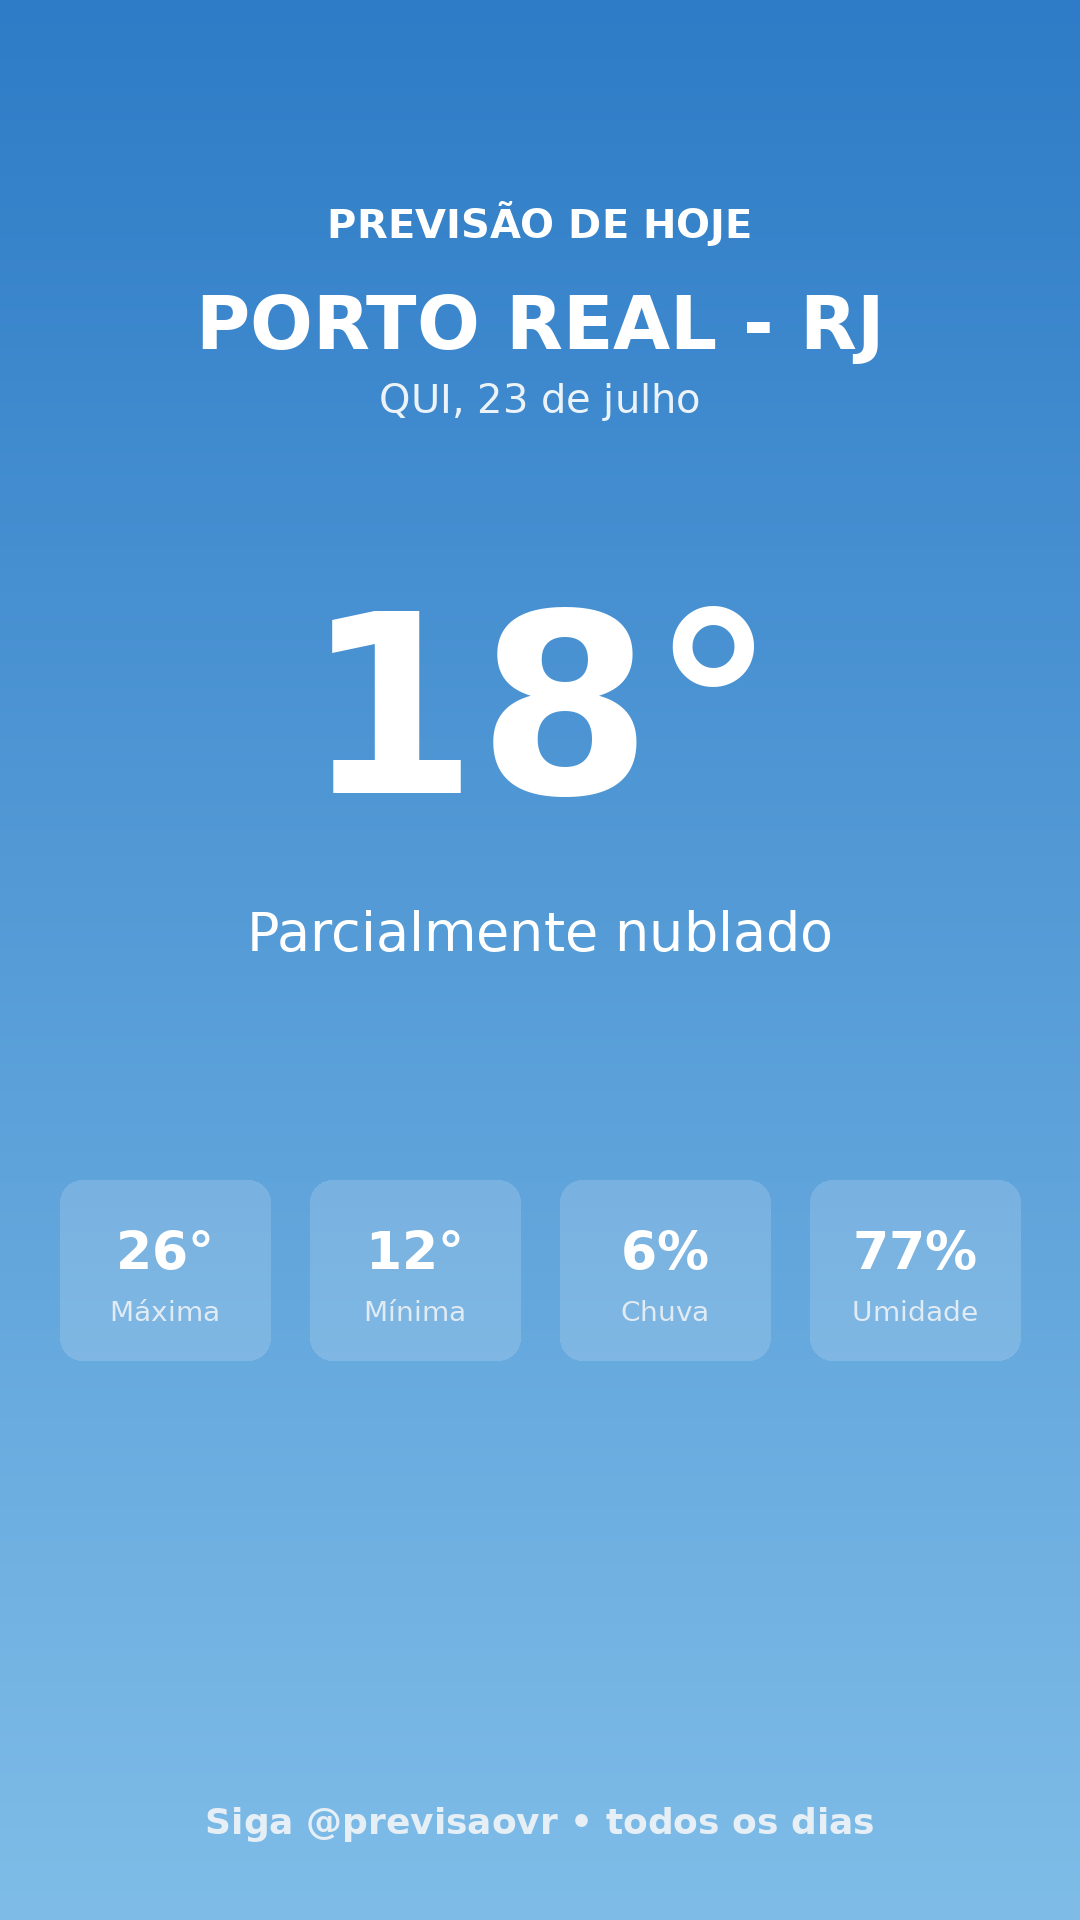 PREVISÃO DE HOJE
PORTO REAL - RJ
QUI, 23 de julho
18°
Parcialmente nublado
26°
Máxima
12°
Mínima
6%
Chuva
77%
Umidade
Siga @previsaovr • todos os dias